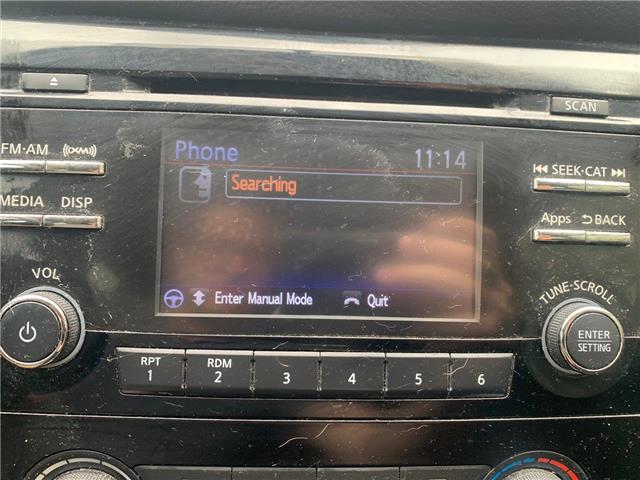 SCAN
FM·AM
((XM))
Phone 11:14
Searching
SEEK·CAT
MEDIA DISP
Apps BACK
VOL
TUNE·SCROLL
Enter Manual Mode Quit
ENTER
SETTING
RPT
1
RDM
2
3
4
5
6